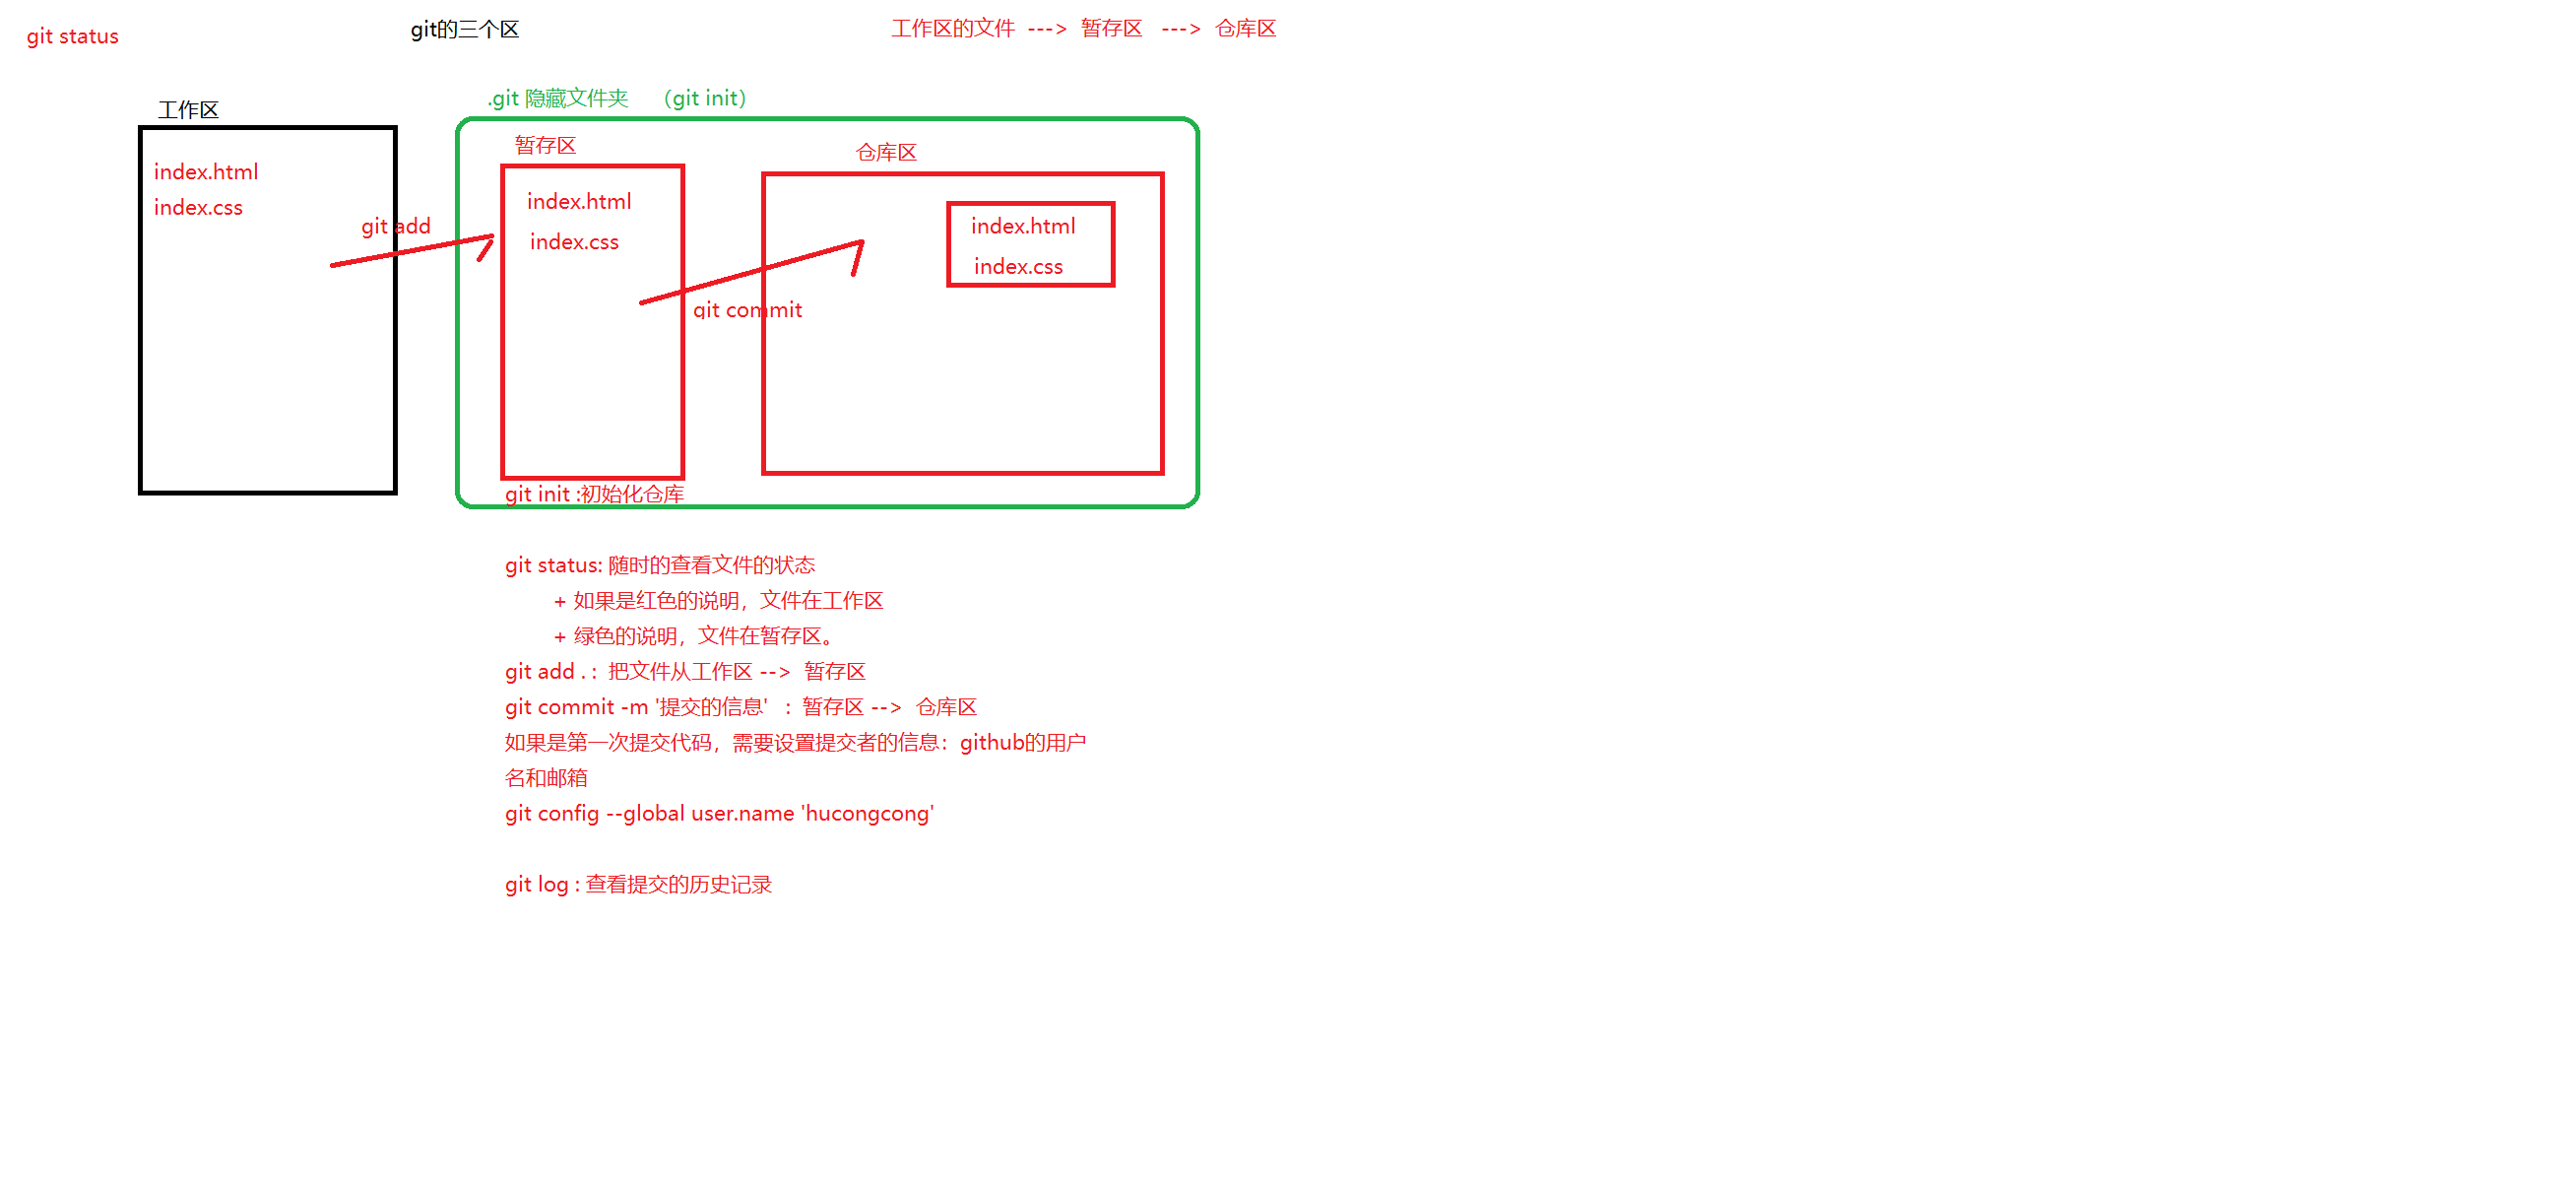 git status
git的三个区
工作区的文件 ---> 暂存区 ---> 仓库区
.git 隐藏文件夹 （git init）
工作区
index.html
index.css
git add
暂存区
index.html
index.css
git commit
仓库区
index.html
index.css
git init :初始化仓库
git status: 随时的查看文件的状态
+ 如果是红色的说明，文件在工作区
+ 绿色的说明，文件在暂存区。
git add . : 把文件从工作区 --> 暂存区
git commit -m '提交的信息' : 暂存区 --> 仓库区
如果是第一次提交代码，需要设置提交者的信息：github的用户
名和邮箱
git config --global user.name 'hucongcong'
git log : 查看提交的历史记录